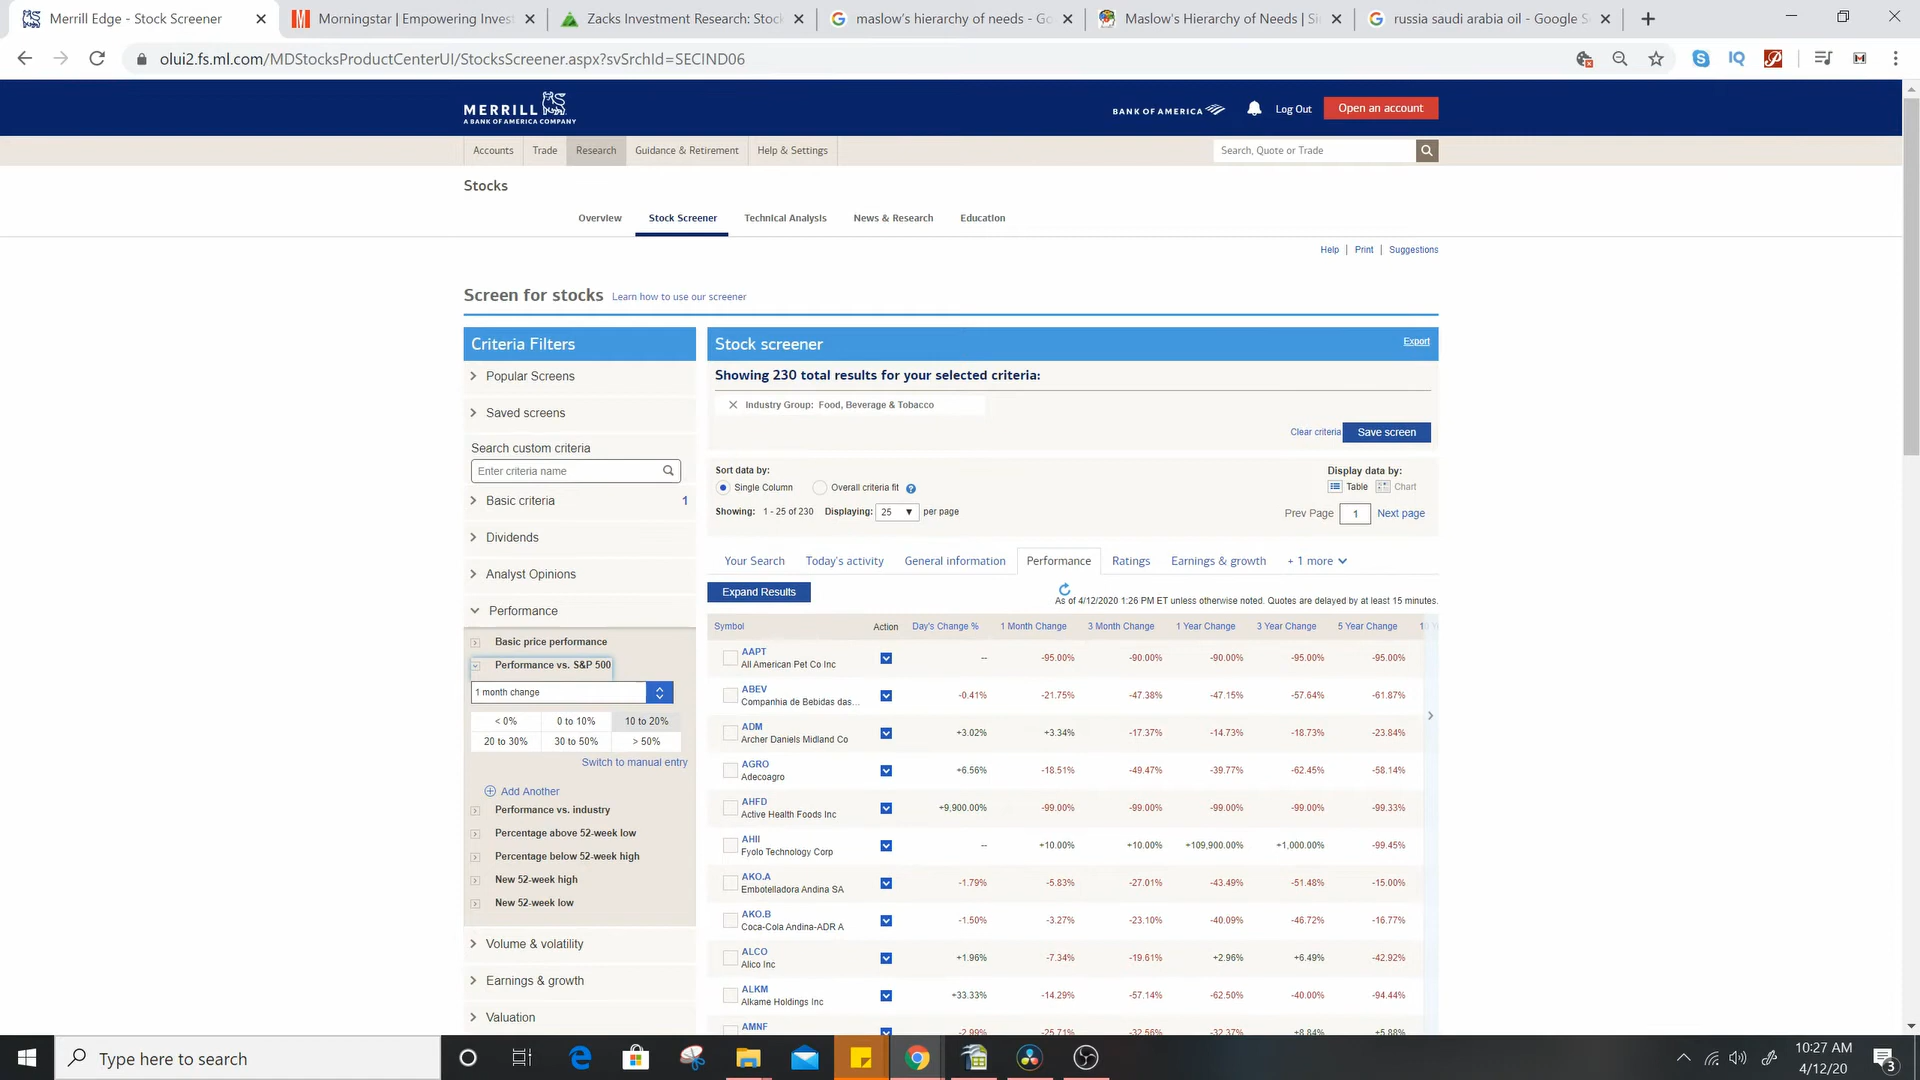 Merrill Edge - Stock Screener
Morningstar | Empowering Inves
Zacks Investment Research: Stoc
maslow's hierarchy of needs - Go
Maslow's Hierarchy of Needs | Si
russia saudi arabia oil - Google S
olui2.fs.ml.com/MDStocksProductCenterUI/StocksScreener.aspx?svSrchId=SECIND06
IQ
MERRILL
A BANK OF AMERICA COMPANY
BANK OF AMERICA
Log Out
Open an account
Accounts
Trade
Research
Guidance & Retirement
Help & Settings
Search, Quote or Trade
Stocks
Overview
Stock Screener
Technical Analysis
News & Research
Education
Help | Print | Suggestions
Screen for stocks
Learn how to use our screener
Criteria Filters
Popular Screens
Saved screens
Search custom criteria
Enter criteria name
Basic criteria 1
Dividends
Analyst Opinions
Performance
Basic price performance
Performance vs. S&P 500
1 month change
< 0% 0 to 10% 10 to 20%
20 to 30% 30 to 50% > 50%
Switch to manual entry
Add Another
Performance vs. industry
Percentage above 52-week low
Percentage below 52-week high
New 52-week high
New 52-week low
Volume & volatility
Earnings & growth
Valuation
Stock screener
Export
Showing 230 total results for your selected criteria:
Industry Group: Food, Beverage & Tobacco
Clear criteria
Save screen
Sort data by:
Single Column
Overall criteria fit
?
Display data by:
Table
Chart
Showing: 1 - 25 of 230 Displaying: 25 per page
Prev Page 1 Next page
Your Search
Today's activity
General information
Performance
Ratings
Earnings & growth
+ 1 more
Expand Results
As of 4/12/2020 1:26 PM ET unless otherwise noted. Quotes are delayed by at least 15 minutes.
Symbol Action Day's Change % 1 Month Change 3 Month Change 1 Year Change 3 Year Change 5 Year Change
AAPT
All American Pet Co Inc
-- -95.00% -90.00% -90.00% -95.00% -95.00%
ABEV
Companhia de Bebidas das...
-0.41% -21.75% -47.38% -47.15% -57.64% -61.87%
ADM
Archer Daniels Midland Co
+3.02% +3.34% -17.37% -14.73% -18.73% -23.84%
AGRO
Adecoagro
+6.56% -18.51% -49.47% -39.77% -62.45% -58.14%
AHFD
Active Health Foods Inc
+9,900.00% -99.00% -99.00% -99.00% -99.00% -99.33%
AHII
Fyolo Technology Corp
-- +10.00% +10.00% +109,900.00% +1,000.00% -99.45%
AKO.A
Embotelladora Andina SA
-1.79% -5.83% -27.01% -43.49% -51.48% -15.00%
AKO.B
Coca-Cola Andina-ADR A
-1.50% -3.27% -23.10% -40.09% -46.72% -16.77%
ALCO
Alico Inc
+1.96% -7.34% -19.61% +2.96% +6.49% -42.92%
ALKM
Alkame Holdings Inc
+33.33% -14.29% -57.14% -62.50% -40.00% -94.44%
AMNF
-2.99% -25.71% -32.56% -32.37% +8.84% +5.88%
Type here to search
10:27 AM
4/12/20
3